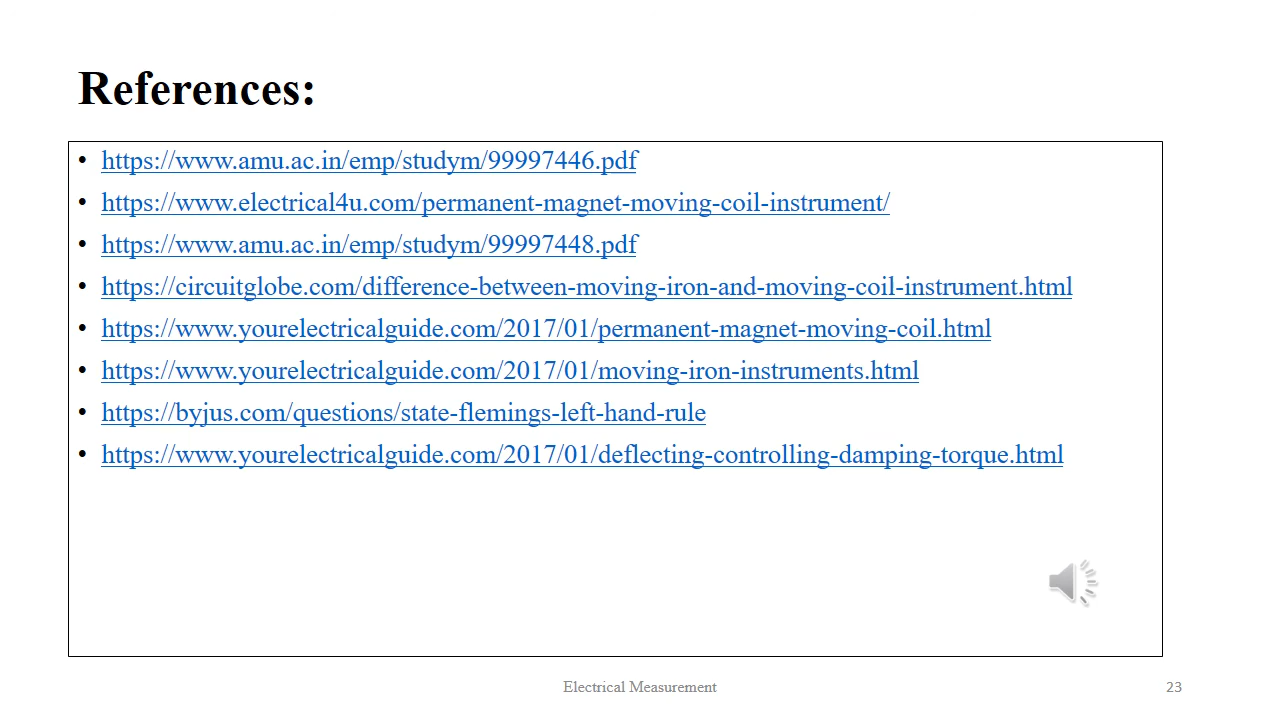 References:
• https://www.amu.ac.in/emp/studym/99997446.pdf
• https://www.electrical4u.com/permanent-magnet-moving-coil-instrument/
• https://www.amu.ac.in/emp/studym/99997448.pdf
• https://circuitglobe.com/difference-between-moving-iron-and-moving-coil-instrument.html
• https://www.yourelectricalguide.com/2017/01/permanent-magnet-moving-coil.html
• https://www.yourelectricalguide.com/2017/01/moving-iron-instruments.html
• https://byjus.com/questions/state-flemings-left-hand-rule
• https://www.yourelectricalguide.com/2017/01/deflecting-controlling-damping-torque.html
Electrical Measurement
23